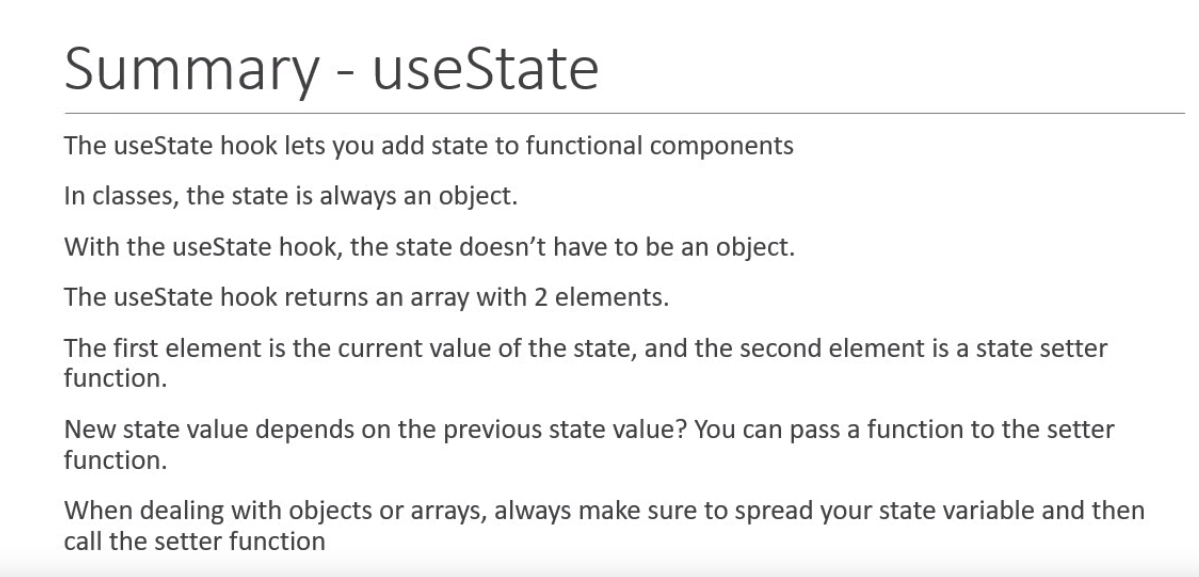 Summary - useState
The useState hook lets you add state to functional components
In classes, the state is always an object.
With the useState hook, the state doesn’t have to be an object.
The useState hook returns an array with 2 elements.
The first element is the current value of the state, and the second element is a state setter
function.
New state value depends on the previous state value? You can pass a function to the setter
function.
When dealing with objects or arrays, always make sure to spread your state variable and then
call the setter function